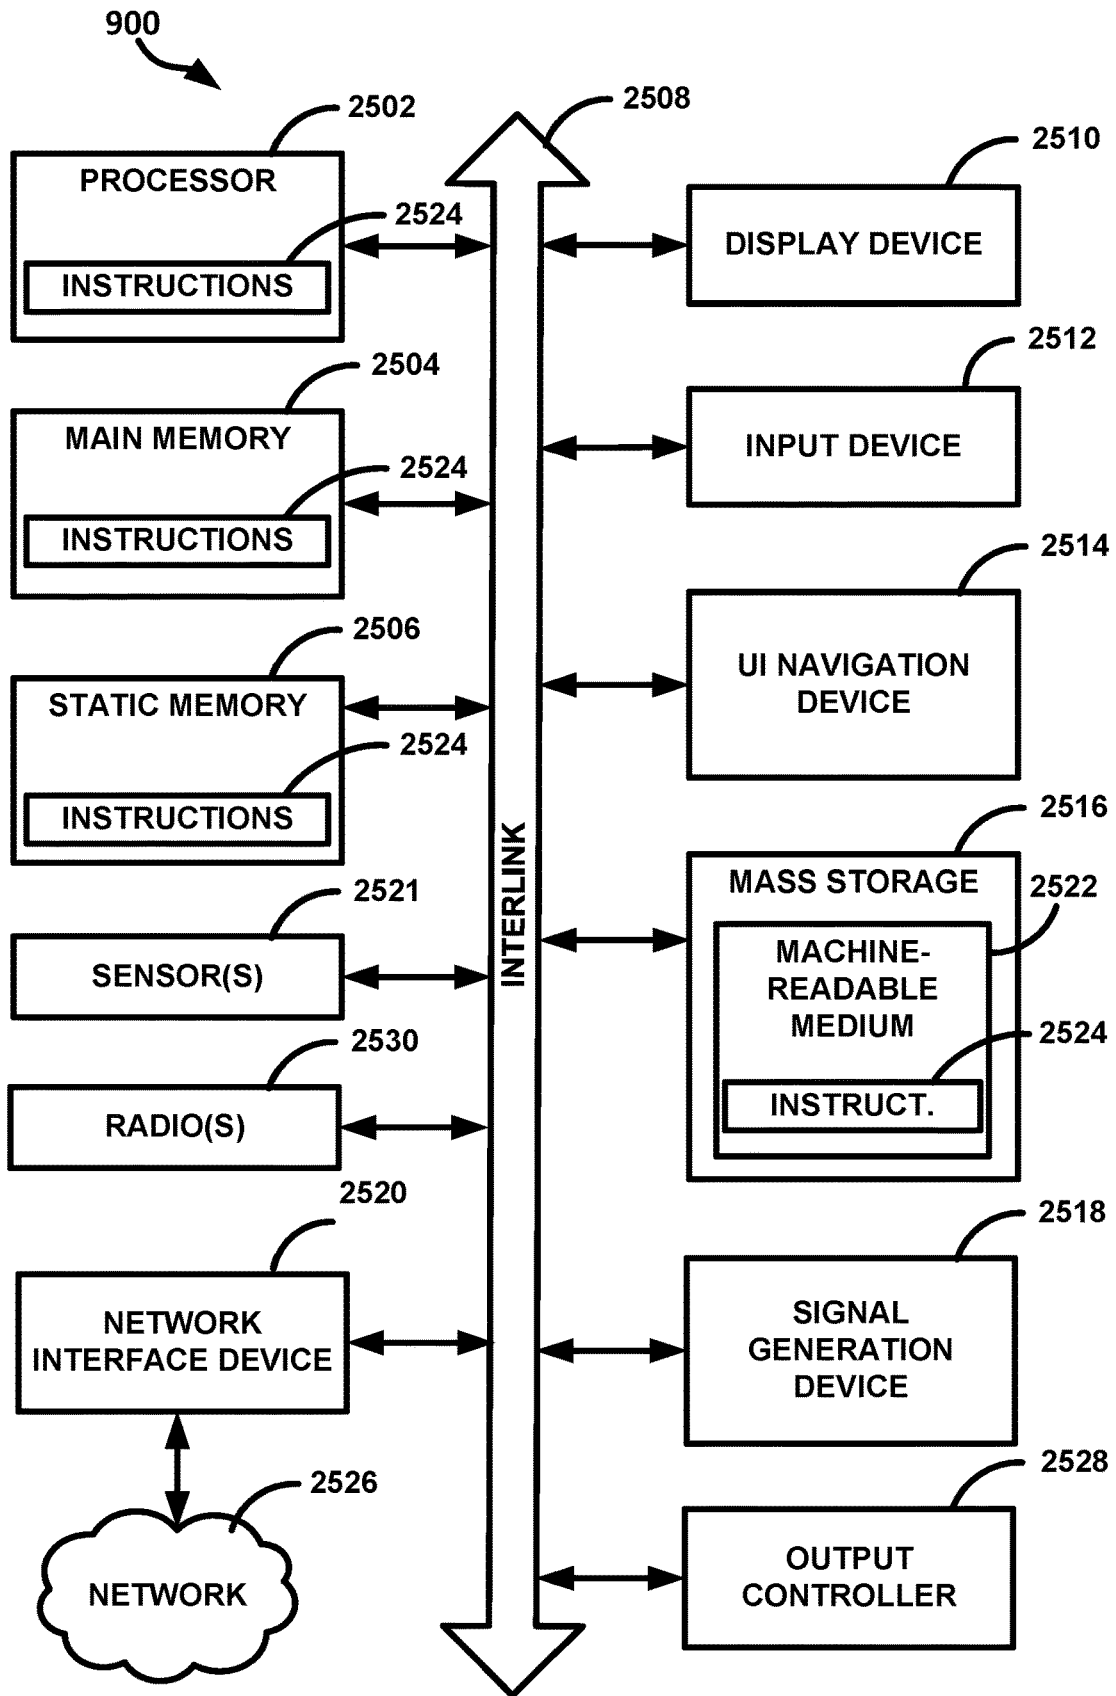 900
2502
PROCESSOR
2524
INSTRUCTIONS
2504
MAIN MEMORY
2524
INSTRUCTIONS
2506
STATIC MEMORY
2524
INSTRUCTIONS
2521
SENSOR(S)
2530
RADIO(S)
2520
NETWORK
INTERFACE DEVICE
2526
NETWORK
2508
INTERLINK
2510
DISPLAY DEVICE
2512
INPUT DEVICE
2514
UI NAVIGATION
DEVICE
2516
MASS STORAGE
2522
MACHINE-
READABLE
MEDIUM
2524
INSTRUCT.
2518
SIGNAL
GENERATION
DEVICE
2528
OUTPUT
CONTROLLER